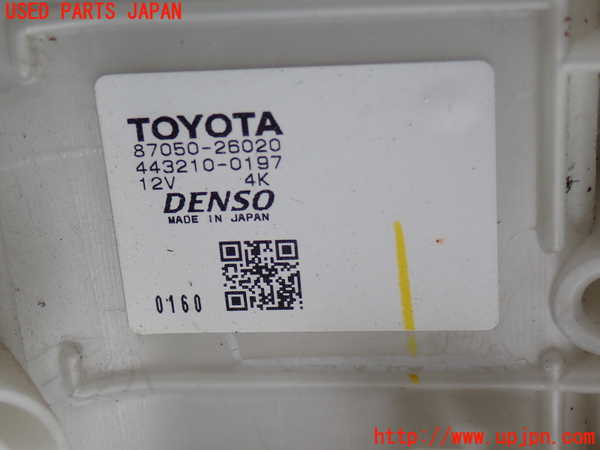 USED PARTS JAPAN
TOYOTA
87050-26020
443210-0197
12V 4K
DENSO
MADE IN JAPAN
0160
http://www.upjpn.com/